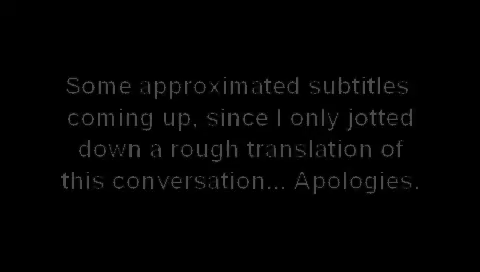 Some approximated subtitles
coming up, since I only jotted
down a rough translation of
this conversation... Apologies.